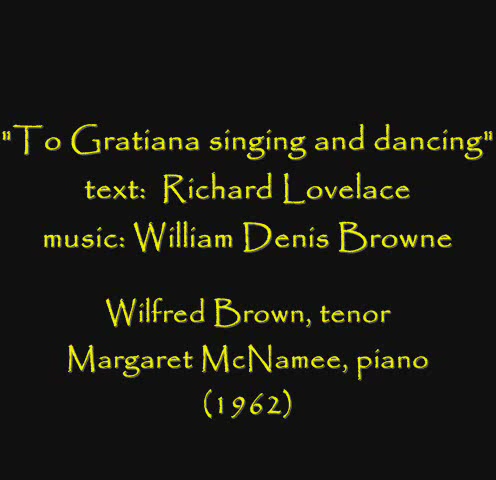 "To Gratiana singing and dancing"
text: Richard Lovelace
music: William Denis Browne
Wilfred Brown, tenor
Margaret McNamee, piano
(1962)